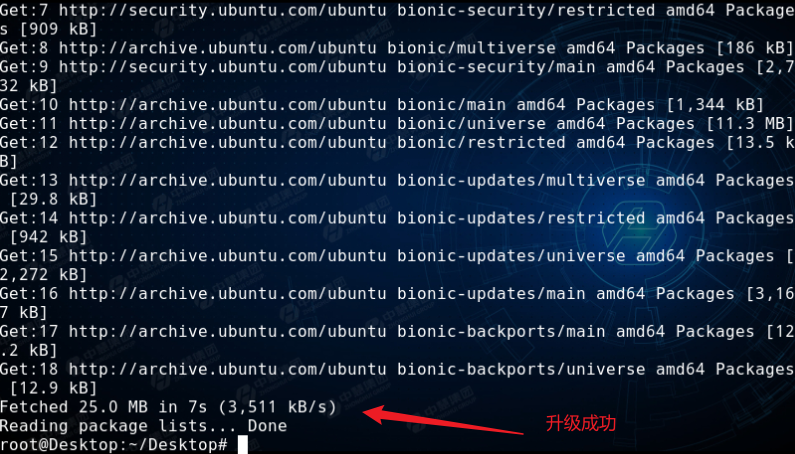 Get:7 http://security.ubuntu.com/ubuntu bionic-security/restricted amd64 Package
s [909 kB]
Get:8 http://archive.ubuntu.com/ubuntu bionic/multiverse amd64 Packages [186 kB]
Get:9 http://security.ubuntu.com/ubuntu bionic-security/main amd64 Packages [2,7
32 kB]
Get:10 http://archive.ubuntu.com/ubuntu bionic/main amd64 Packages [1,344 kB]
Get:11 http://archive.ubuntu.com/ubuntu bionic/universe amd64 Packages [11.3 MB]
Get:12 http://archive.ubuntu.com/ubuntu bionic/restricted amd64 Packages [13.5 k
B]
Get:13 http://archive.ubuntu.com/ubuntu bionic-updates/multiverse amd64 Packages
 [29.8 kB]
Get:14 http://archive.ubuntu.com/ubuntu bionic-updates/restricted amd64 Packages
 [942 kB]
Get:15 http://archive.ubuntu.com/ubuntu bionic-updates/universe amd64 Packages [
2,272 kB]
Get:16 http://archive.ubuntu.com/ubuntu bionic-updates/main amd64 Packages [3,16
7 kB]
Get:17 http://archive.ubuntu.com/ubuntu bionic-backports/main amd64 Packages [12
.2 kB]
Get:18 http://archive.ubuntu.com/ubuntu bionic-backports/universe amd64 Packages
 [12.9 kB]
Fetched 25.0 MB in 7s (3,511 kB/s)
升级成功
Reading package lists... Done
root@Desktop:~/Desktop#